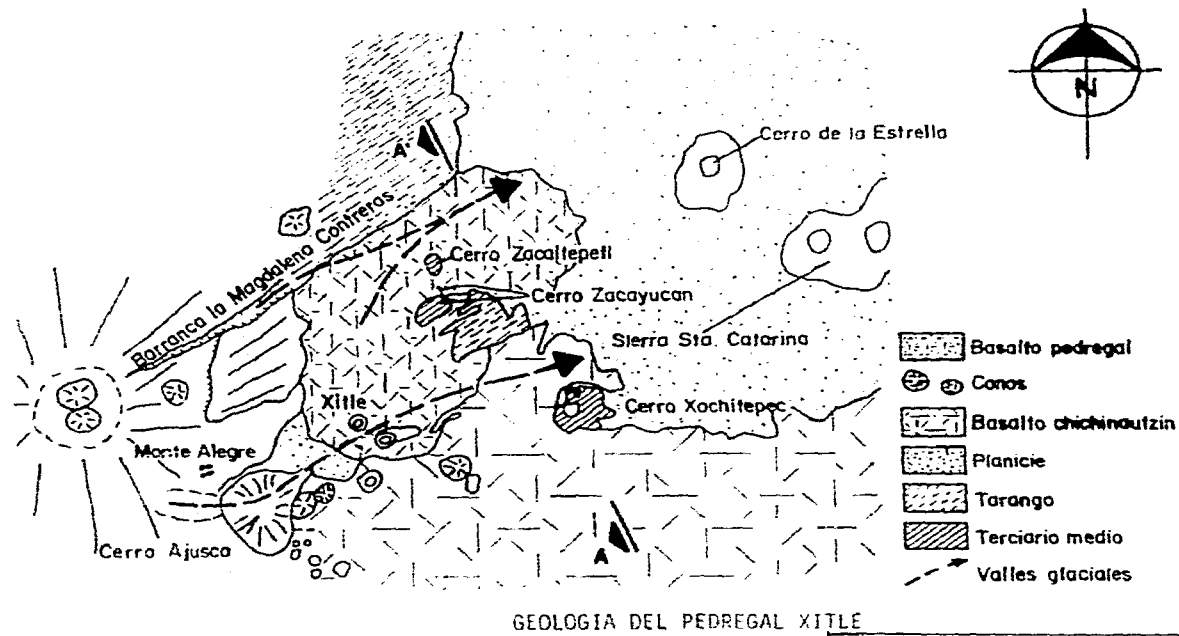 N
Cerro de la Estrella
A'
Barranca la Magdalena Contreras
Cerro Zacaltepetl
Cerro Zacayucan
Sierra Sta. Catarina
Xitle
Cerro Xochitepec
Monte Alegre
Cerro Ajusco
A
Basalto pedregal
Conos
Basalto chichinautzin
Planicie
Tarango
Terciario medio
Valles glaciales
GEOLOGIA DEL PEDREGAL XITLE